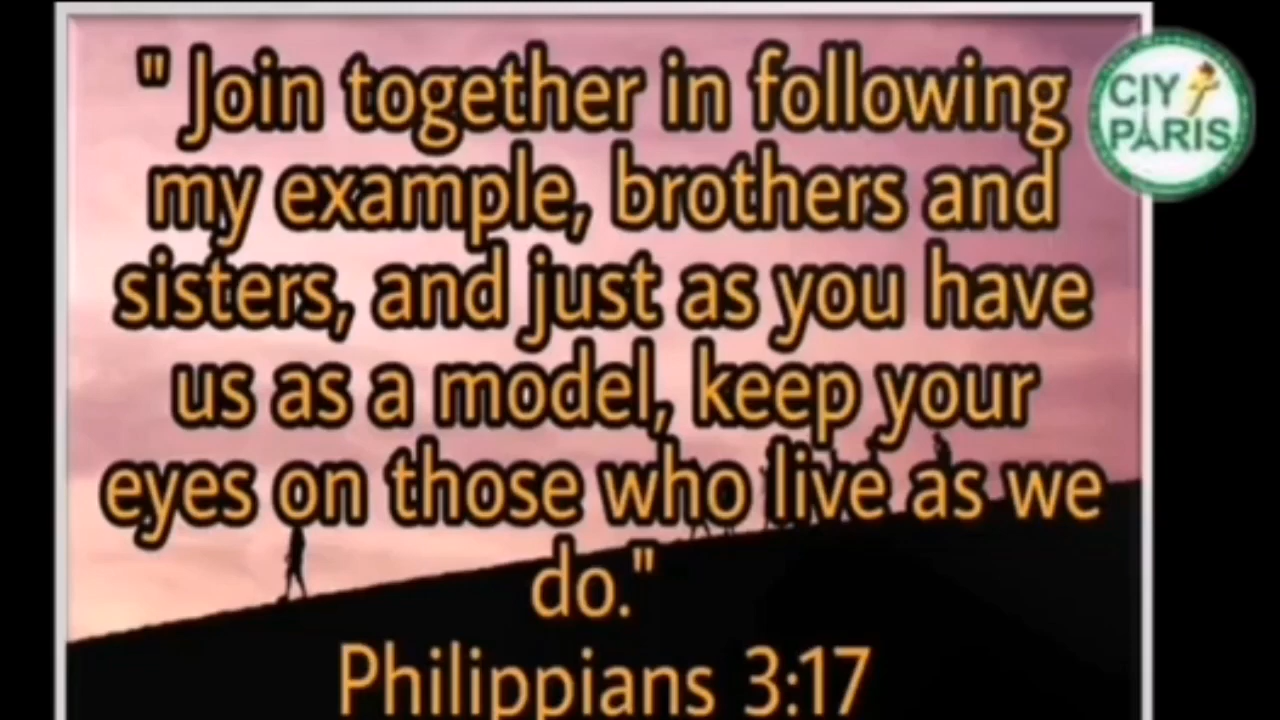 " Join together in following
my example, brothers and
sisters, and just as you have
us as a model, keep your
eyes on those who live as we
do."
Philippians 3:17
CIY
PARIS